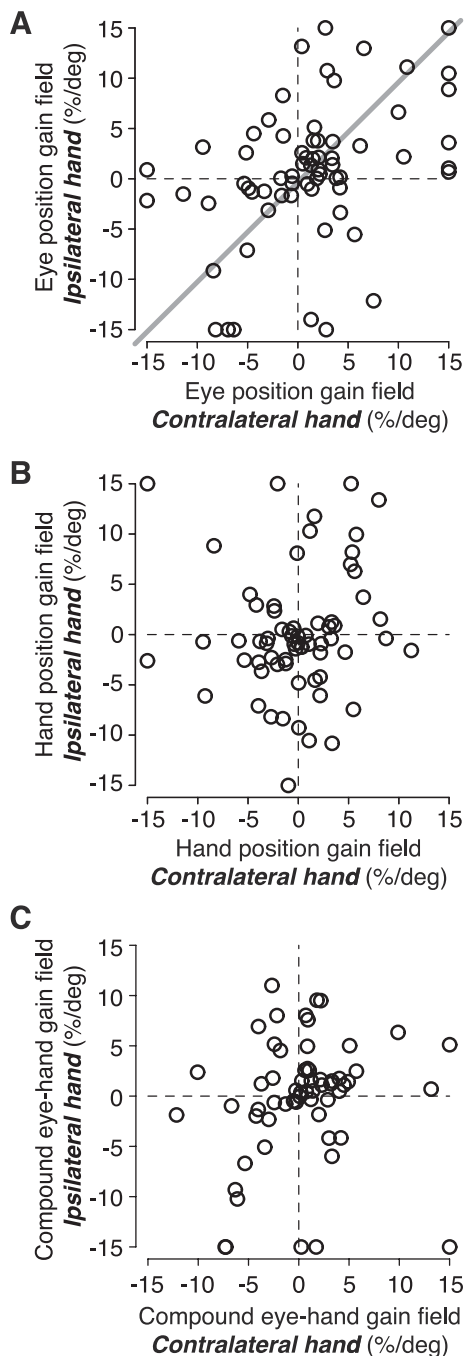 A
15
10
5
0
-5
-10
-15
Eye position gain field
Ipsilateral hand (%/deg)
-15 -10 -5 0 5 10 15
Eye position gain field
Contralateral hand (%/deg)
B
15
10
5
0
-5
-10
-15
Hand position gain field
Ipsilateral hand (%/deg)
-15 -10 -5 0 5 10 15
Hand position gain field
Contralateral hand (%/deg)
C
15
10
5
0
-5
-10
-15
Compound eye-hand gain field
Ipsilateral hand (%/deg)
-15 -10 -5 0 5 10 15
Compound eye-hand gain field
Contralateral hand (%/deg)